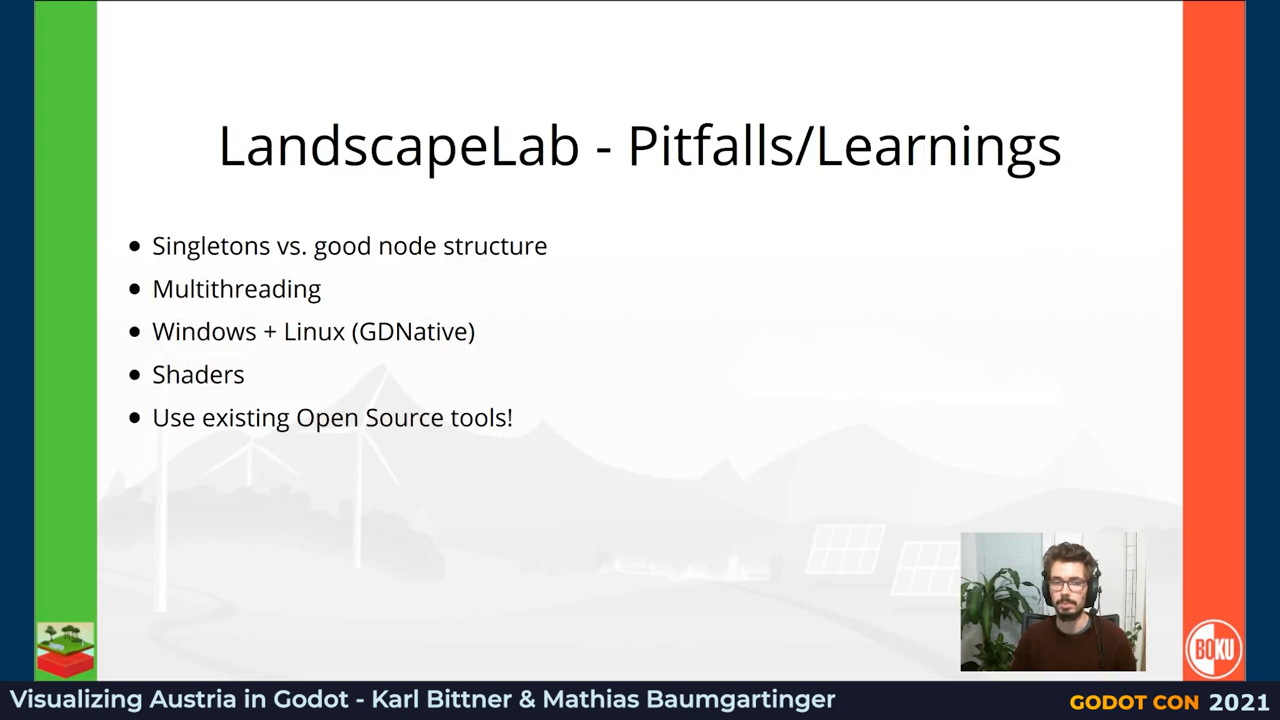 LandscapeLab - Pitfalls/Learnings
● Singletons vs. good node structure
● Multithreading
● Windows + Linux (GDNative)
● Shaders
● Use existing Open Source tools!
BOKU
Visualizing Austria in Godot - Karl Bittner & Mathias Baumgartinger
GODOT CON 2021